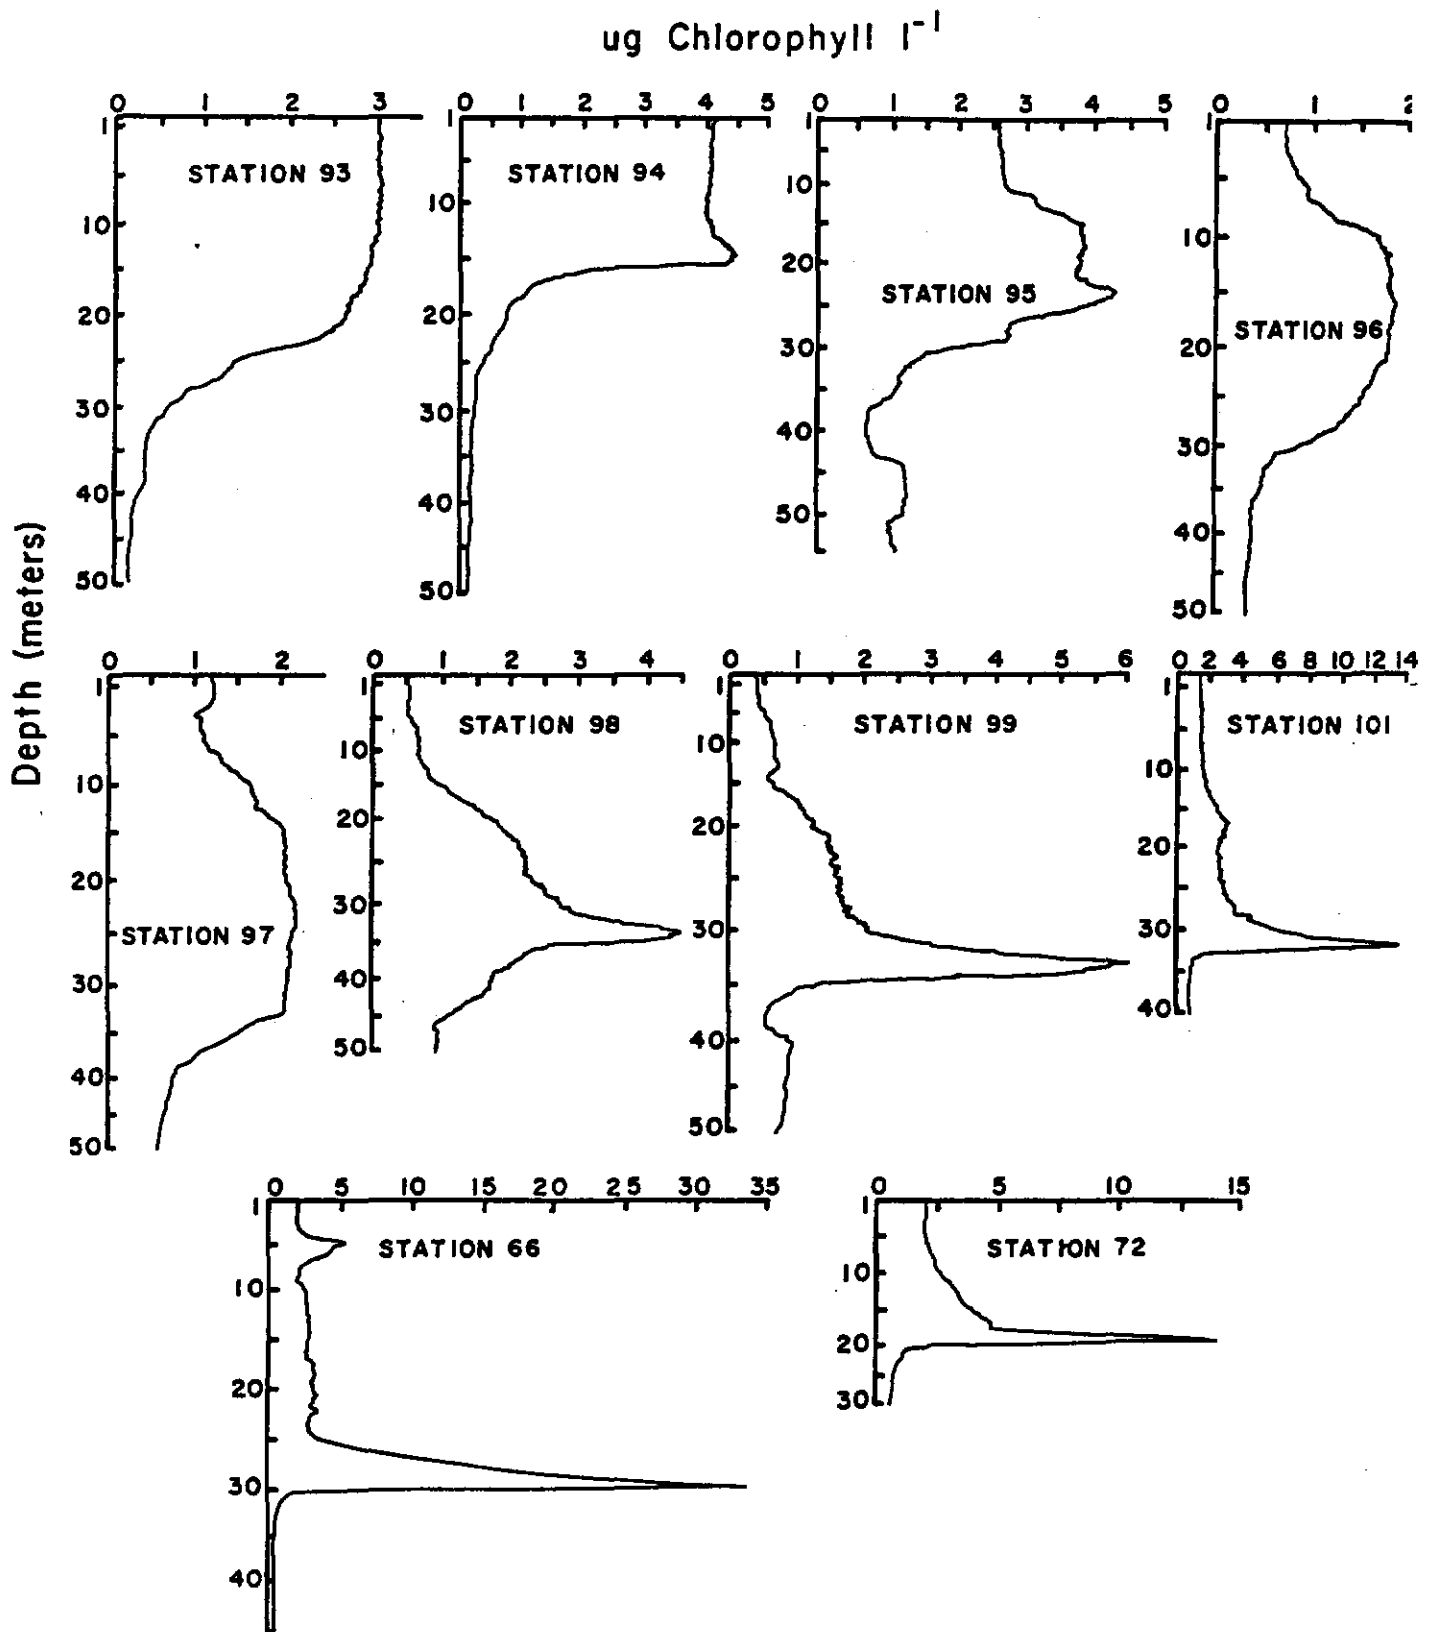 ug Chlorophyll l⁻¹
Depth (meters)
0 1 2 3
1
10
20
30
40
50
STATION 93
0 1 2 3 4 5
10
20
30
40
50
STATION 94
0 1 2 3 4 5
10
20
30
40
50
STATION 95
0 1 2
1
10
20
30
40
50
STATION 96
0 1 2
1
10
20
30
40
50
STATION 97
0 1 2 3 4
1
10
20
30
40
50
STATION 98
0 1 2 3 4 5 6
1
10
20
30
40
50
STATION 99
0 2 4 6 8 10 12 14
1
10
20
30
40
STATION 101
0 5 10 15 20 25 30 35
1
10
20
30
40
STATION 66
0 5 10 15
1
10
20
30
STATION 72